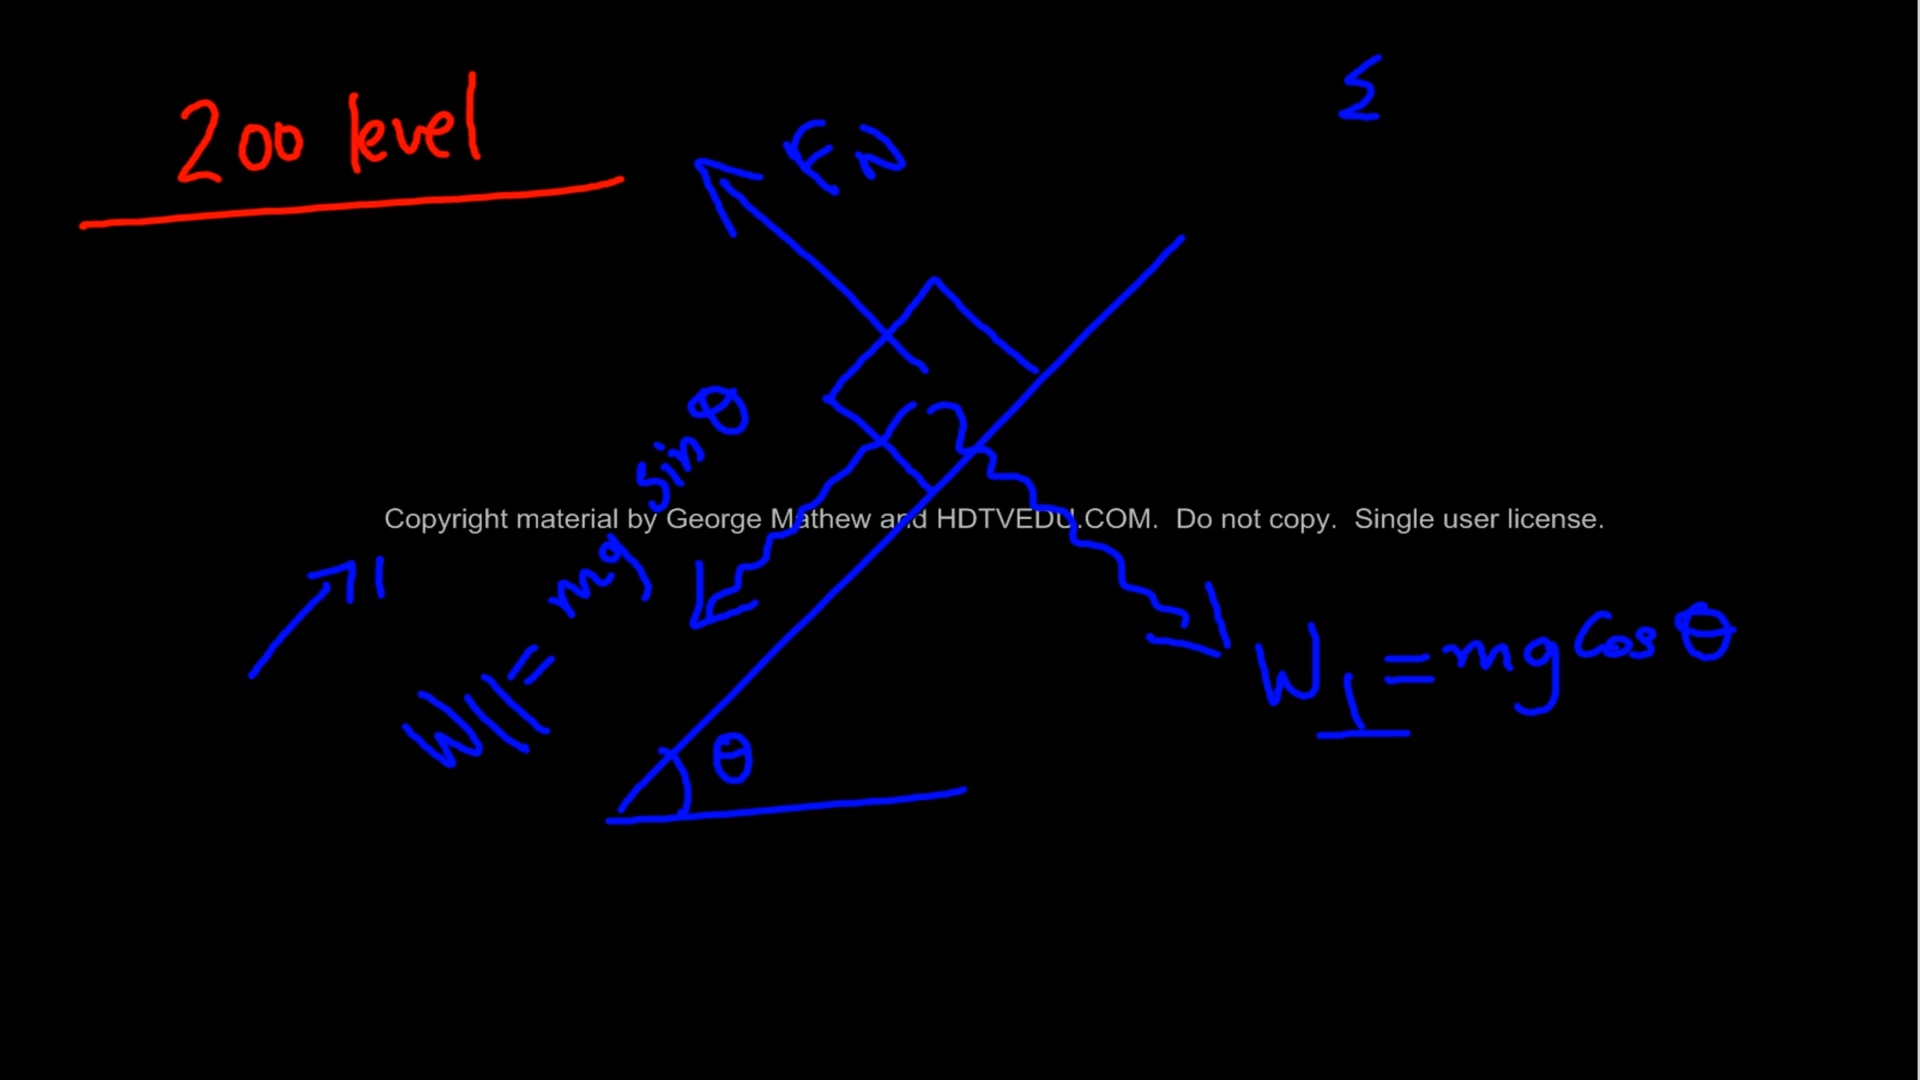 200 level
Σ
FN
W|| = mg sin θ
Copyright material by George Mathew and HDTVEDU.COM. Do not copy. Single user license.
W⊥ = mg cos θ
θ